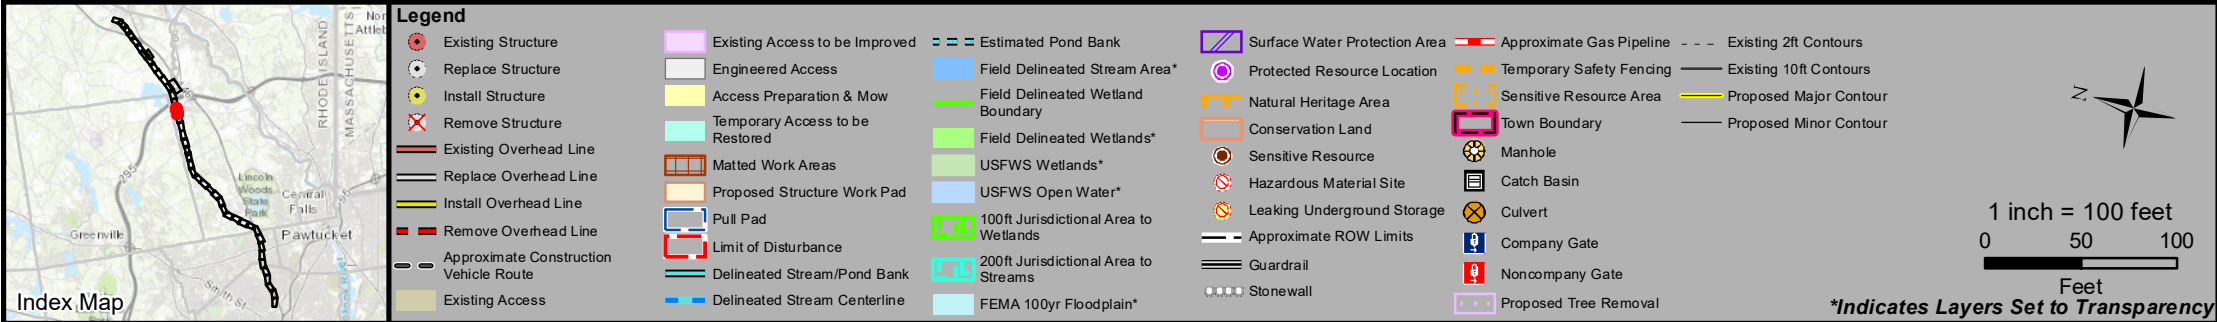 Nor
Attleb
RHODE ISLAND
MASSACHUSETTS
295
Lincoln
Woods
State
Park
Central
Falls
95
Greenville
Pawtucket
Smith St
Index Map
Legend
Existing Structure
Replace Structure
Install Structure
Remove Structure
Existing Overhead Line
Replace Overhead Line
Install Overhead Line
Remove Overhead Line
Approximate Construction
Vehicle Route
Existing Access
Existing Access to be Improved
Engineered Access
Access Preparation & Mow
Temporary Access to be
Restored
Matted Work Areas
Proposed Structure Work Pad
Pull Pad
Limit of Disturbance
Delineated Stream/Pond Bank
Delineated Stream Centerline
Estimated Pond Bank
Field Delineated Stream Area*
Field Delineated Wetland
Boundary
Field Delineated Wetlands*
USFWS Wetlands*
USFWS Open Water*
100ft Jurisdictional Area to
Wetlands
200ft Jurisdictional Area to
Streams
FEMA 100yr Floodplain*
Surface Water Protection Area
Protected Resource Location
Natural Heritage Area
Conservation Land
Sensitive Resource
Hazardous Material Site
Leaking Underground Storage
Approximate ROW Limits
Guardrail
Stonewall
Approximate Gas Pipeline
Temporary Safety Fencing
Sensitive Resource Area
Town Boundary
Manhole
Catch Basin
Culvert
Company Gate
Noncompany Gate
Proposed Tree Removal
Existing 2ft Contours
Existing 10ft Contours
Proposed Major Contour
Proposed Minor Contour
N
1 inch = 100 feet
0 50 100
Feet
*Indicates Layers Set to Transparency